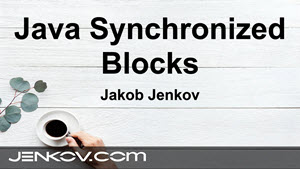 Java Synchronized
Blocks
Jakob Jenkov
JENKOV.COM